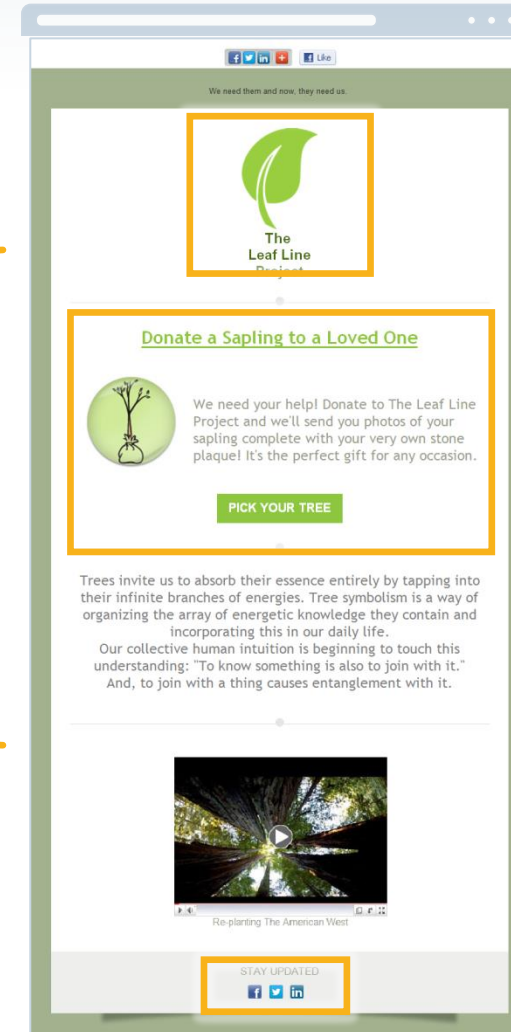 Like
We need them and now, they need us.
The
Leaf Line
Project
Donate a Sapling to a Loved One
We need your help! Donate to The Leaf Line
Project and we'll send you photos of your
sapling complete with your very own stone
plaque! It's the perfect gift for any occasion.
PICK YOUR TREE
Trees invite us to absorb their essence entirely by tapping into
their infinite branches of energies. Tree symbolism is a way of
organizing the array of energetic knowledge they contain and
incorporating this in our daily life.
Our collective human intuition is beginning to touch this
understanding: "To know something is also to join with it."
And, to join with a thing causes entanglement with it.
Re-planting The American West
STAY UPDATED